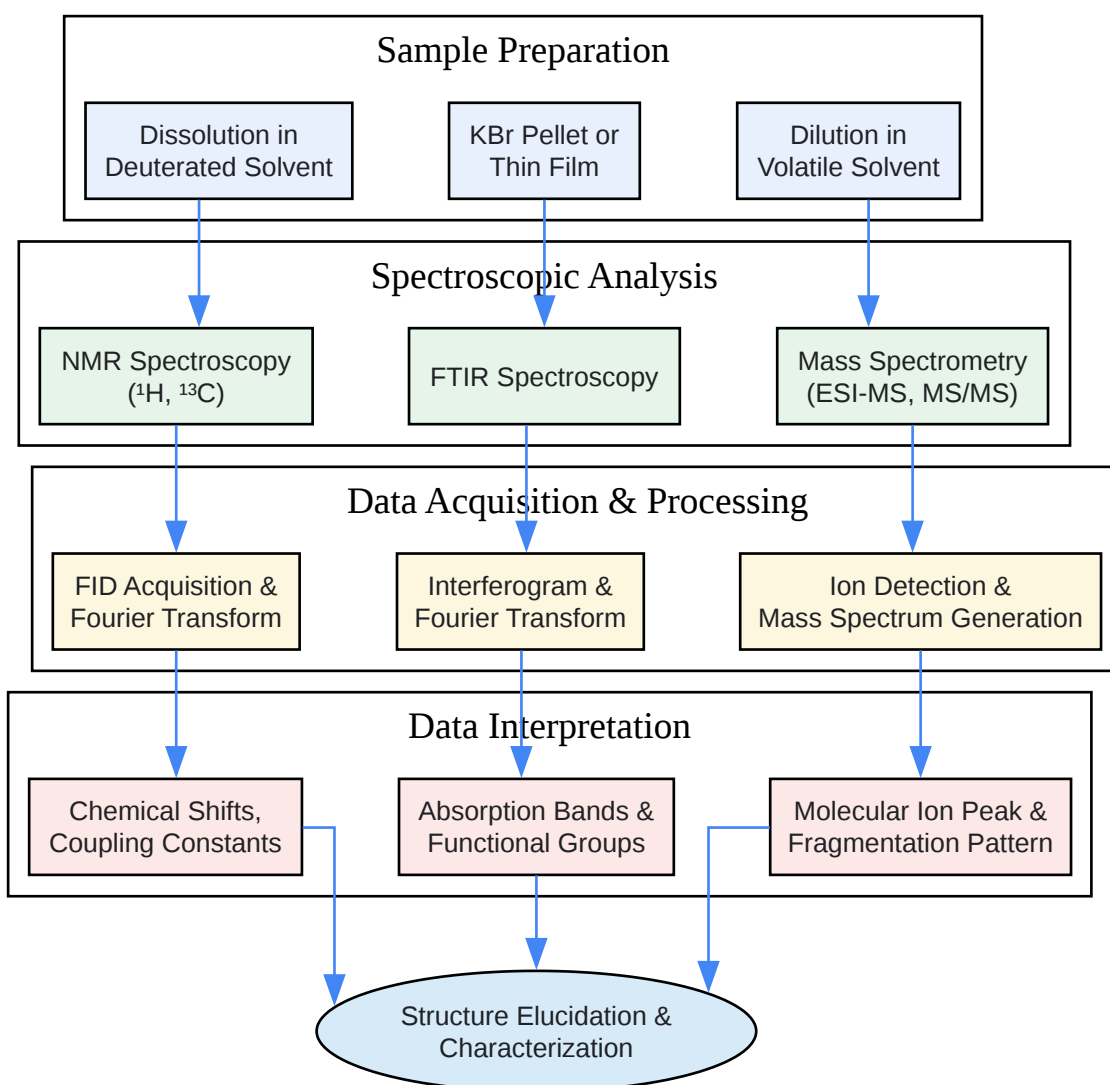 Sample Preparation
Dissolution in
Deuterated Solvent
KBr Pellet or
Thin Film
Dilution in
Volatile Solvent
Spectroscopic Analysis
NMR Spectroscopy
(¹H, ¹³C)
FTIR Spectroscopy
Mass Spectrometry
(ESI-MS, MS/MS)
Data Acquisition & Processing
FID Acquisition &
Fourier Transform
Interferogram &
Fourier Transform
Ion Detection &
Mass Spectrum Generation
Data Interpretation
Chemical Shifts,
Coupling Constants
Absorption Bands &
Functional Groups
Molecular Ion Peak &
Fragmentation Pattern
Structure Elucidation &
Characterization